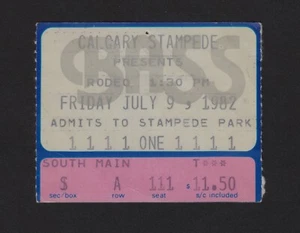 BASS
CALGARY STAMPEDE
PRESENTS
RODEO 1:30 PM
FRIDAY JULY 9, 1982
ADMITS TO STAMPEDE PARK
1 1 1 1 ONE 1 1 1 1
SOUTH MAIN T
S A 111 $11.50
sec/box row seat s/c included